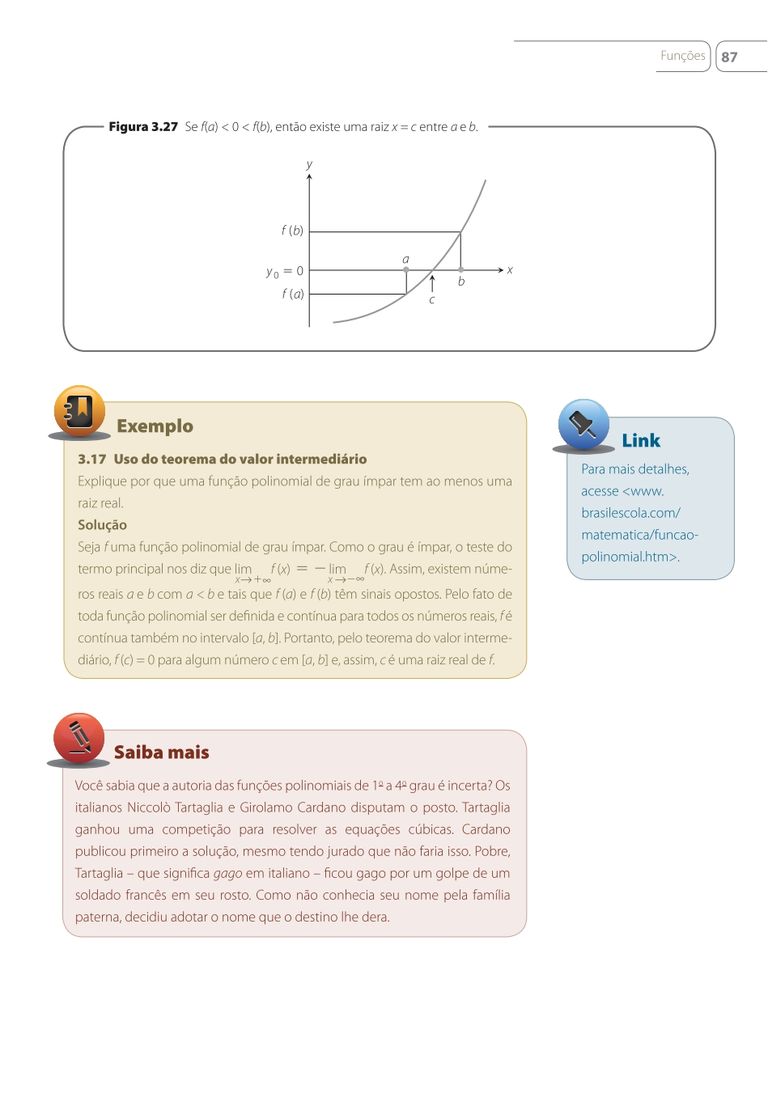 Funções 87
Figura 3.27 Se f(a) < 0 < f(b), então existe uma raiz x = c entre a e b.
y
f (b)
a
y0 = 0
x
b
f (a)
c
Exemplo
3.17 Uso do teorema do valor intermediário
Explique por que uma função polinomial de grau ímpar tem ao menos uma
raiz real.
Solução
Seja f uma função polinomial de grau ímpar. Como o grau é ímpar, o teste do
termo principal nos diz que lim x→+∞ f (x) = −lim x→−∞ f (x). Assim, existem núme-
ros reais a e b com a < b e tais que f (a) e f (b) têm sinais opostos. Pelo fato de
toda função polinomial ser definida e contínua para todos os números reais, f é
contínua também no intervalo [a, b]. Portanto, pelo teorema do valor interme-
diário, f (c) = 0 para algum número c em [a, b] e, assim, c é uma raiz real de f.
Link
Para mais detalhes,
acesse <www.
brasilescola.com/
matematica/funcao-
polinomial.htm>.
Saiba mais
Você sabia que a autoria das funções polinomiais de 1º a 4º grau é incerta? Os
italianos Niccolò Tartaglia e Girolamo Cardano disputam o posto. Tartaglia
ganhou uma competição para resolver as equações cúbicas. Cardano
publicou primeiro a solução, mesmo tendo jurado que não faria isso. Pobre,
Tartaglia – que significa gago em italiano – ficou gago por um golpe de um
soldado francês em seu rosto. Como não conhecia seu nome pela família
paterna, decidiu adotar o nome que o destino lhe dera.